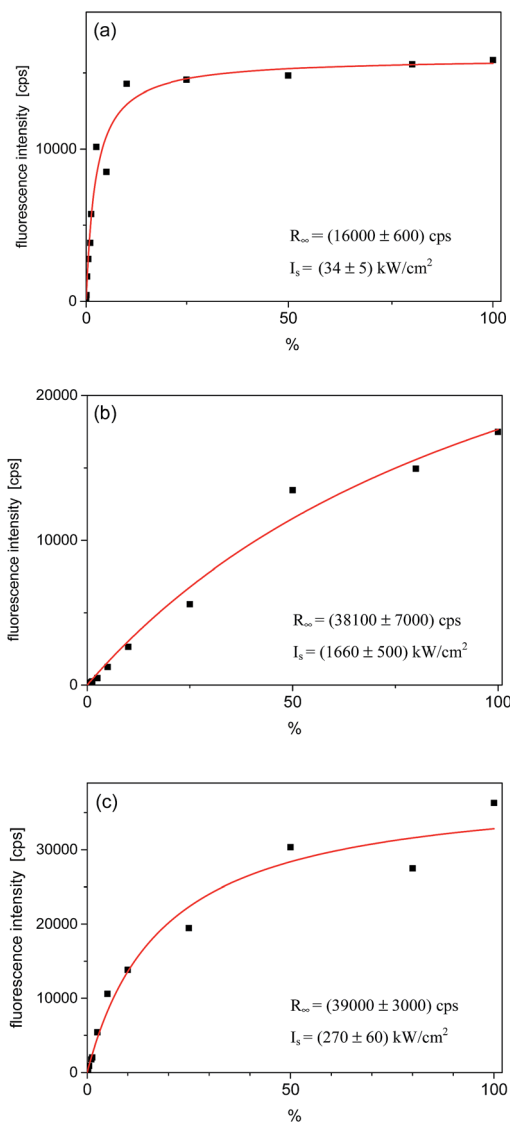 (a)
10000
0
fluorescence intensity [cps]
R∞ = (16000 ± 600) cps
Is = (34 ± 5) kW/cm²
0 50 100
%
(b)
20000
10000
0
fluorescence intensity [cps]
R∞ = (38100 ± 7000) cps
Is = (1660 ± 500) kW/cm²
0 50 100
%
(c)
30000
20000
10000
0
fluorescence intensity [cps]
R∞ = (39000 ± 3000) cps
Is = (270 ± 60) kW/cm²
0 50 100
%